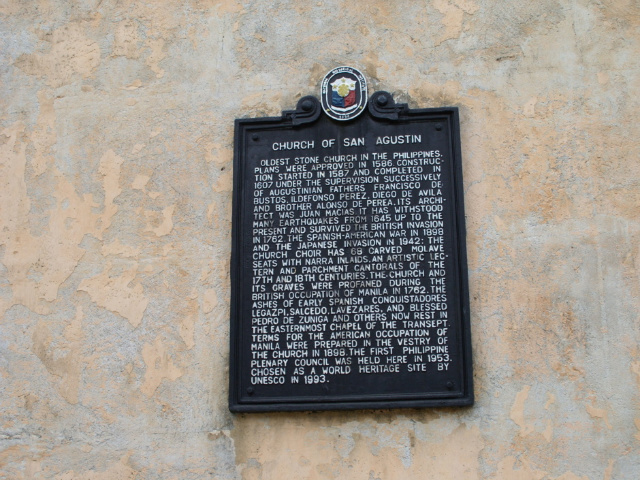 CHURCH OF SAN AGUSTIN
OLDEST STONE CHURCH IN THE PHILIPPINES.
PLANS WERE APPROVED IN 1586 CONSTRUC-
TION STARTED IN 1587 AND COMPLETED IN
1607 UNDER THE SUPERVISION SUCCESSIVELY
OF AUGUSTINIAN FATHERS FRANCISCO DE
BUSTOS, ILDEFONSO PEREZ, DIEGO DE AVILA
AND BROTHER ALONSO DE PEREA. ITS ARCHI-
TECT WAS JUAN MACIAS. IT HAS WITHSTOOD
MANY EARTHQUAKES FROM 1645 UP TO THE
PRESENT AND SURVIVED THE BRITISH INVASION
IN 1762. THE SPANISH-AMERICAN WAR IN 1898
AND THE JAPANESE INVASION IN 1942; THE
CHURCH CHOIR HAS 68 CARVED MOLAVE
SEATS WITH NARRA INLAIDS, AN ARTISTIC LEC-
TERN AND PARCHMENT CANTORALS OF THE
17TH AND 18TH CENTURIES. THE CHURCH AND
ITS GRAVES WERE PROFANED DURING THE
BRITISH OCCUPATION OF MANILA IN 1762. THE
ASHES OF EARLY SPANISH CONQUISTADORES
LEGAZPI, SALCEDO, LAVEZARES, AND BLESSED
PEDRO DE ZUNIGA AND OTHERS NOW REST IN
THE EASTERNMOST CHAPEL OF THE TRANSEPT
TERMS FOR THE AMERICAN OCCUPATION OF
MANILA WERE PREPARED IN THE VESTRY OF
THE CHURCH IN 1898. THE FIRST PHILIPPINE
PLENARY COUNCIL WAS HELD HERE IN 1953.
CHOSEN AS A WORLD HERITAGE SITE BY
UNESCO IN 1993.